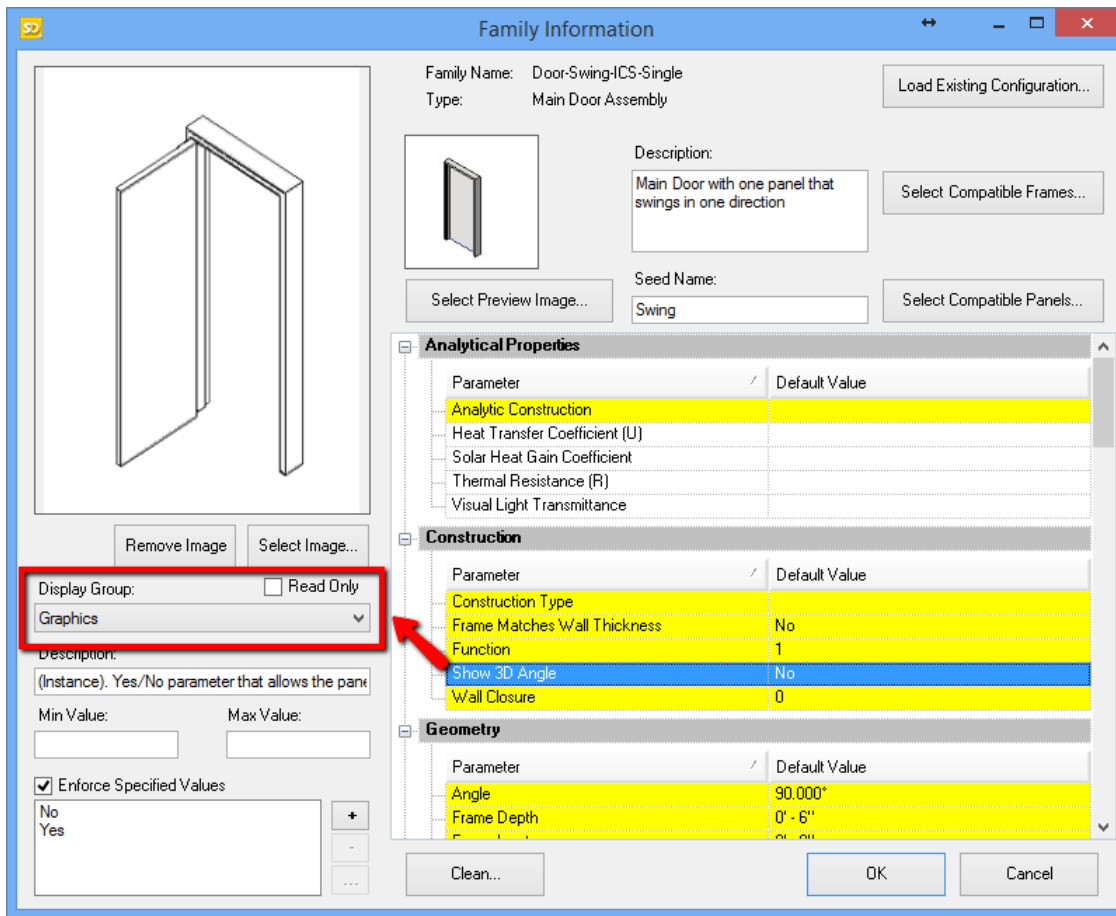 SD
Family Information
Family Name: Door-Swing-ICS-Single
Type: Main Door Assembly
Load Existing Configuration...
Description:
Main Door with one panel that
swings in one direction
Select Compatible Frames...
Select Preview Image...
Seed Name:
Swing
Select Compatible Panels...
Analytical Properties
Parameter Default Value
Analytic Construction
Heat Transfer Coefficient (U)
Solar Heat Gain Coefficient
Thermal Resistance (R)
Visual Light Transmittance
Construction
Parameter Default Value
Construction Type
Frame Matches Wall Thickness No
Function 1
Show 3D Angle No
Wall Closure 0
Geometry
Parameter Default Value
Angle 90.000°
Frame Depth 0' - 6"
Remove Image Select Image...
Display Group: Read Only
Graphics
Description:
(Instance). Yes/No parameter that allows the pane
Min Value: Max Value:
Enforce Specified Values
No
Yes
+
-
...
Clean...
OK
Cancel